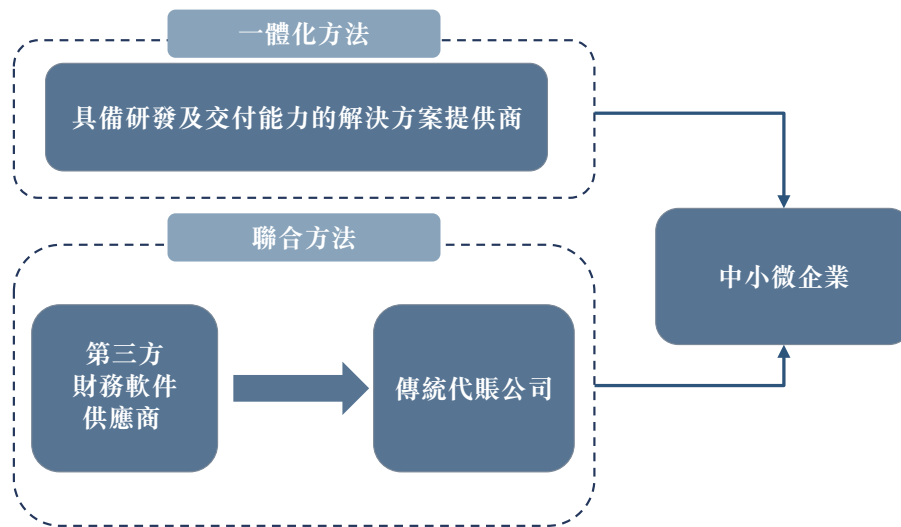 一體化方法
具備研發及交付能力的解決方案提供商
聯合方法
第三方
財務軟件
供應商
傳統代賬公司
中小微企業